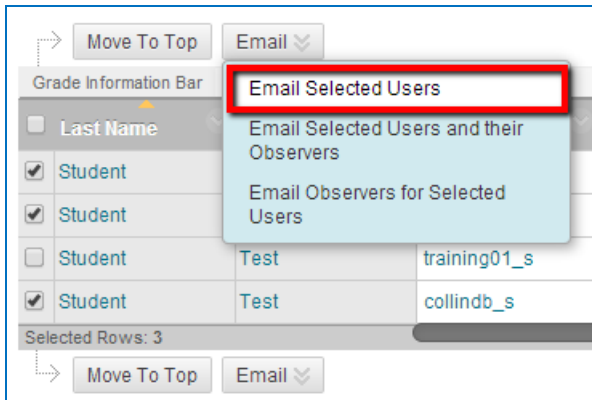 Move To Top Email
Grade Information Bar
Email Selected Users
Email Selected Users and their
Observers
Email Observers for Selected
Users
Last Name
Student
Student
Student Test training01_s
Student Test collindb_s
Selected Rows: 3
Move To Top Email